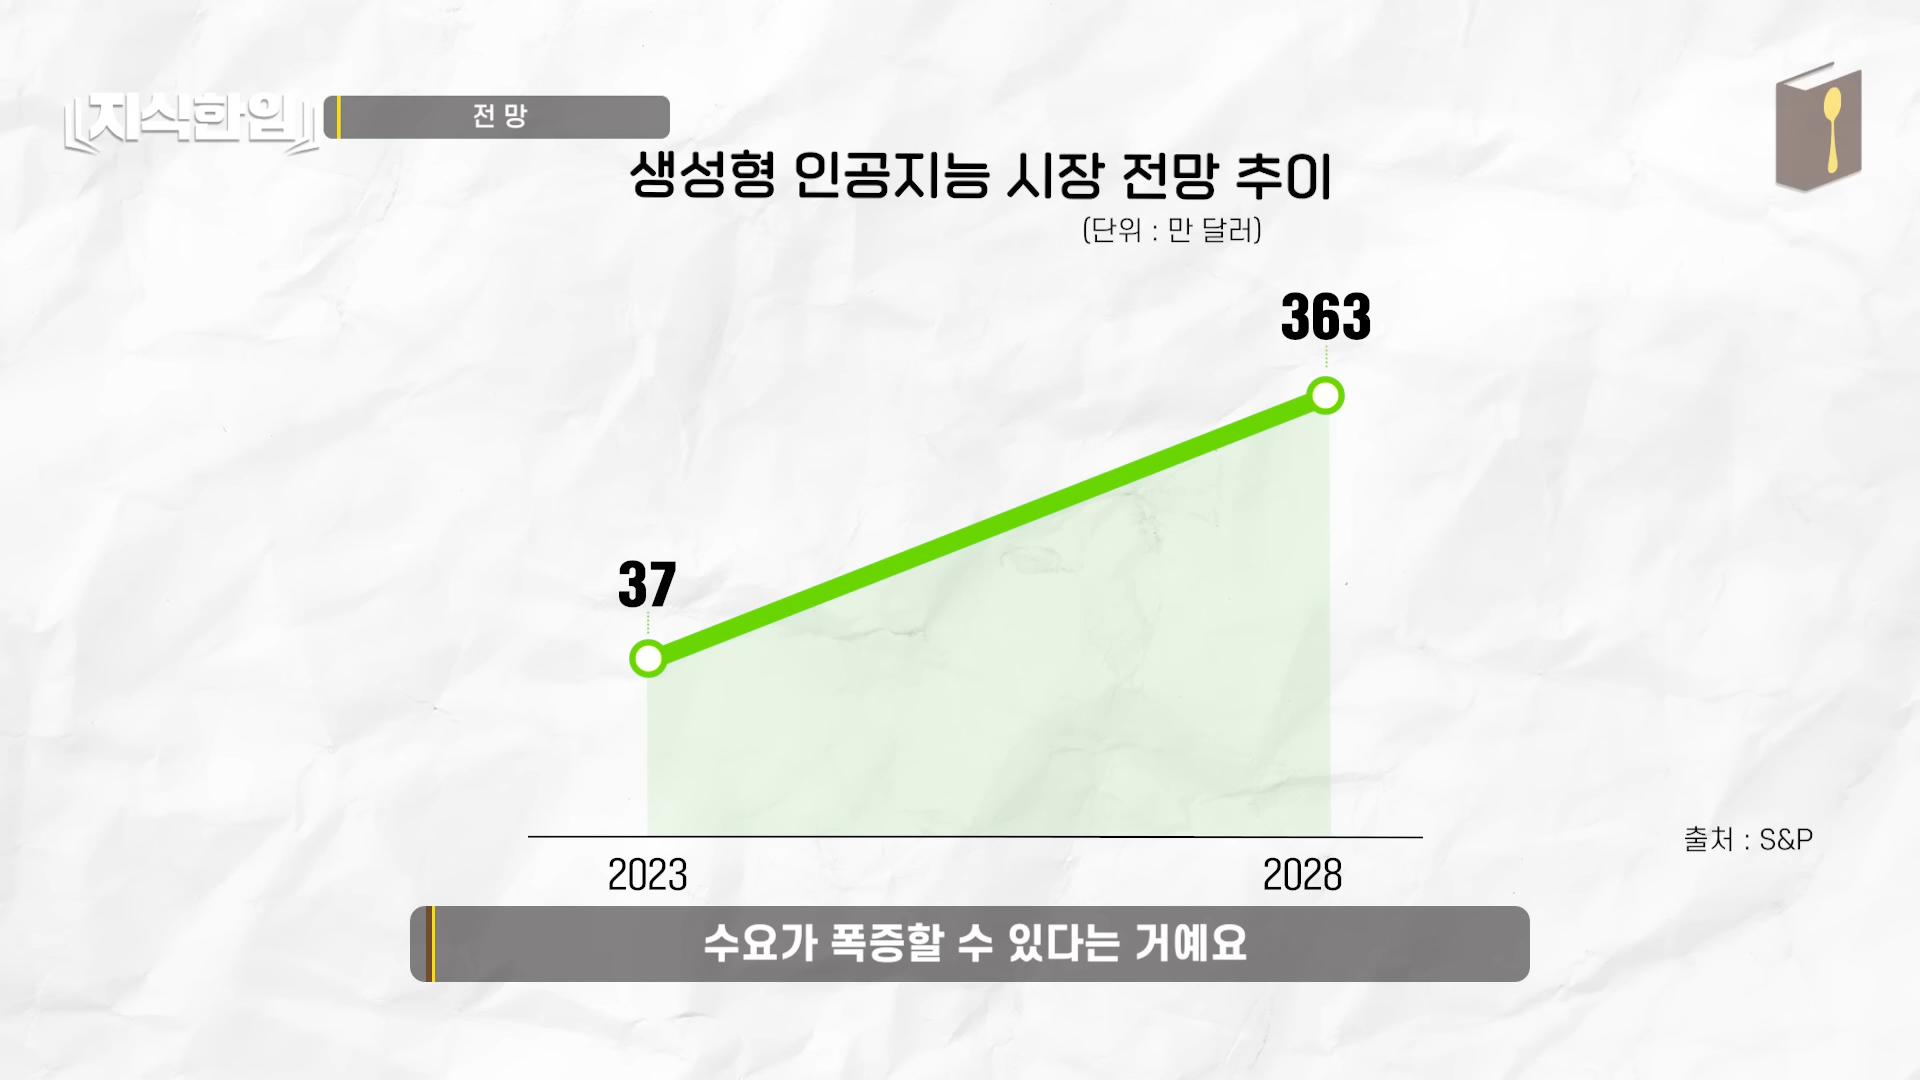 지식한입
전망
생성형 인공지능 시장 전망 추이
(단위 : 만 달러)
363
37
2023
2028
출처 : S&P
수요가 폭증할 수 있다는 거예요